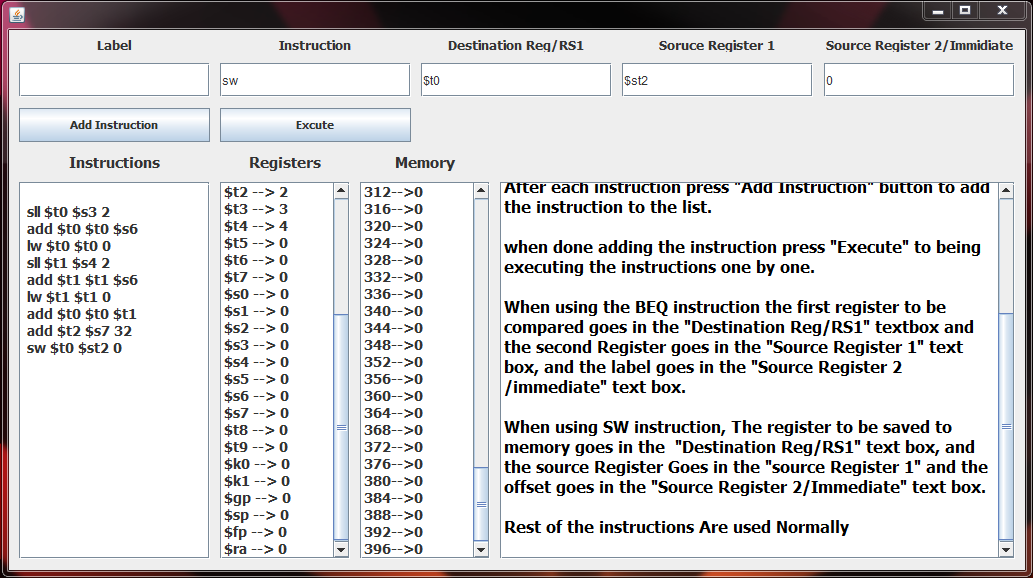 Label Instruction Destination Reg/RS1 Soruce Register 1 Source Register 2/Immidiate
sw $t0 $st2 0
Add Instruction Excute
Instructions Registers Memory
sll $t0 $s3 2
add $t0 $t0 $s6
lw $t0 $t0 0
sll $t1 $s4 2
add $t1 $t1 $s6
lw $t1 $t1 0
add $t0 $t0 $t1
add $t2 $s7 32
sw $t0 $st2 0
$t2 --> 2
$t3 --> 3
$t4 --> 4
$t5 --> 0
$t6 --> 0
$t7 --> 0
$s0 --> 0
$s1 --> 0
$s2 --> 0
$s3 --> 0
$s4 --> 0
$s5 --> 0
$s6 --> 0
$s7 --> 0
$t8 --> 0
$t9 --> 0
$k0 --> 0
$k1 --> 0
$gp --> 0
$sp --> 0
$fp --> 0
$ra --> 0
312-->0
316-->0
320-->0
324-->0
328-->0
332-->0
336-->0
340-->0
344-->0
348-->0
352-->0
356-->0
360-->0
364-->0
368-->0
372-->0
376-->0
380-->0
384-->0
388-->0
392-->0
396-->0
After each instruction press "Add Instruction" button to add
the instruction to the list.
when done adding the instruction press "Execute" to being
executing the instructions one by one.
When using the BEQ instruction the first register to be
compared goes in the "Destination Reg/RS1" textbox and
the second Register goes in the "Source Register 1" text
box, and the label goes in the "Source Register 2
/immediate" text box.
When using SW instruction, The register to be saved to
memory goes in the "Destination Reg/RS1" text box, and
the source Register Goes in the "source Register 1" and the
offset goes in the "Source Register 2/Immediate" text box.
Rest of the instructions Are used Normally